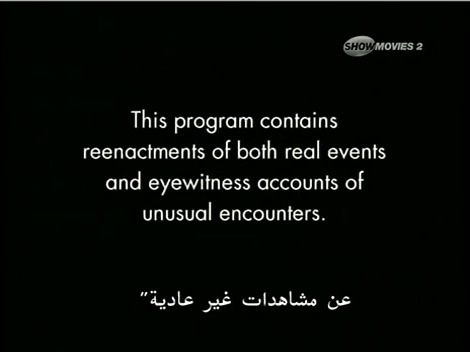 SHOWMOVIES 2
This program contains
reenactments of both real events
and eyewitness accounts of
unusual encounters.
عن مشاهدات غير عادية"